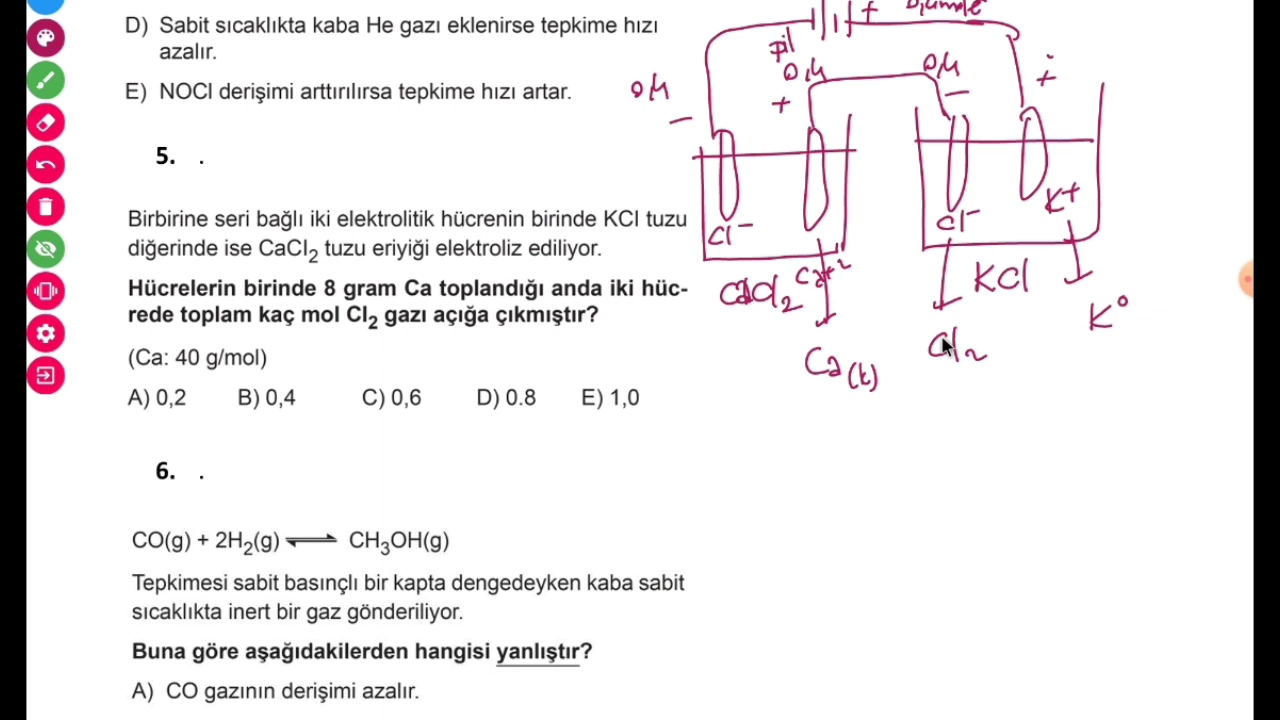 D) Sabit sıcaklıkta kaba He gazı eklenirse tepkime hızı
azalır.
E) NOCl derişimi arttırılırsa tepkime hızı artar.
5. .
Birbirine seri bağlı iki elektrolitik hücrenin birinde KCl tuzu
diğerinde ise CaCl₂ tuzu eriyiği elektroliz ediliyor.
Hücrelerin birinde 8 gram Ca toplandığı anda iki hüc-
rede toplam kaç mol Cl₂ gazı açığa çıkmıştır?
(Ca: 40 g/mol)
A) 0,2 B) 0,4 C) 0,6 D) 0.8 E) 1,0
pil
+
-
+
-
+
Cl⁻
CaCl₂
Ca⁺²
Ca(k)
Cl⁻
K⁺
KCl
Cl₂
K⁰
6. .
CO(g) + 2H₂(g) ⇌ CH₃OH(g)
Tepkimesi sabit basınçlı bir kapta dengedeyken kaba sabit
sıcaklıkta inert bir gaz gönderiliyor.
Buna göre aşağıdakilerden hangisi yanlıştır?
A) CO gazının derişimi azalır.